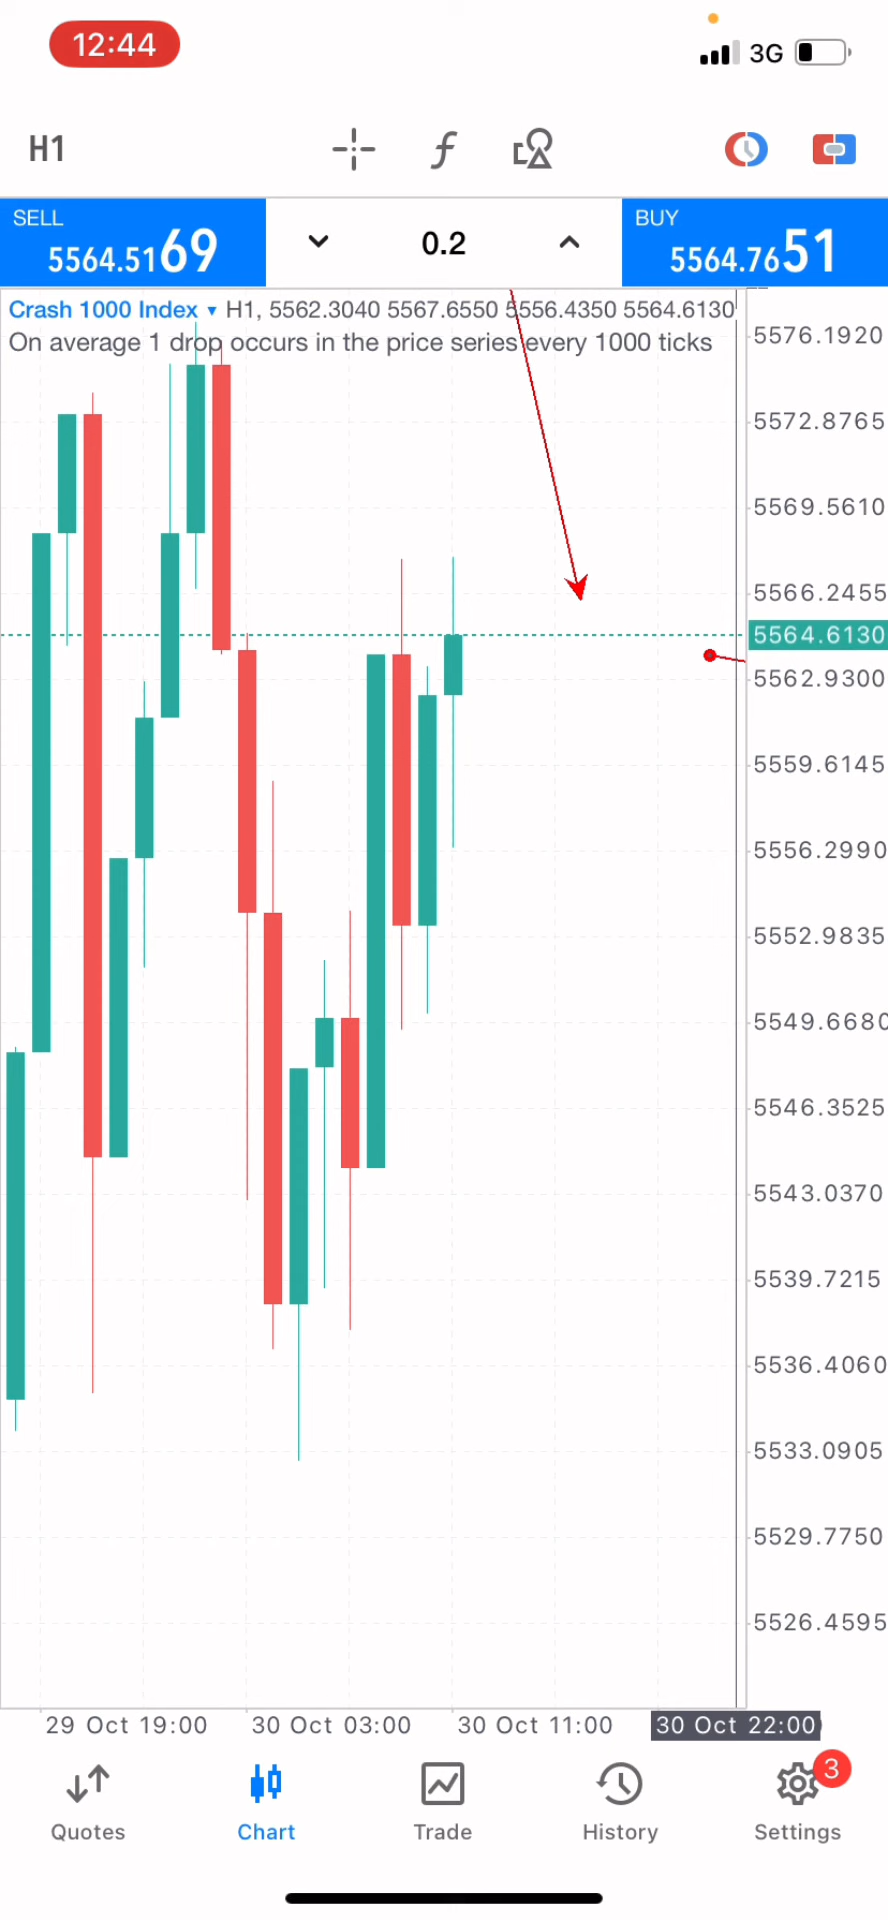 12:44
3G
H1
SELL
5564.5169
0.2
BUY
5564.7651
Crash 1000 Index ▾ H1, 5562.3040 5567.6550 5556.4350 5564.6130
On average 1 drop occurs in the price series every 1000 ticks
5576.1920
5572.8765
5569.5610
5566.2455
5564.6130
5562.9300
5559.6145
5556.2990
5552.9835
5549.6680
5546.3525
5543.0370
5539.7215
5536.4060
5533.0905
5529.7750
5526.4595
29 Oct 19:00 30 Oct 03:00 30 Oct 11:00 30 Oct 22:00
3
Quotes Chart Trade History Settings